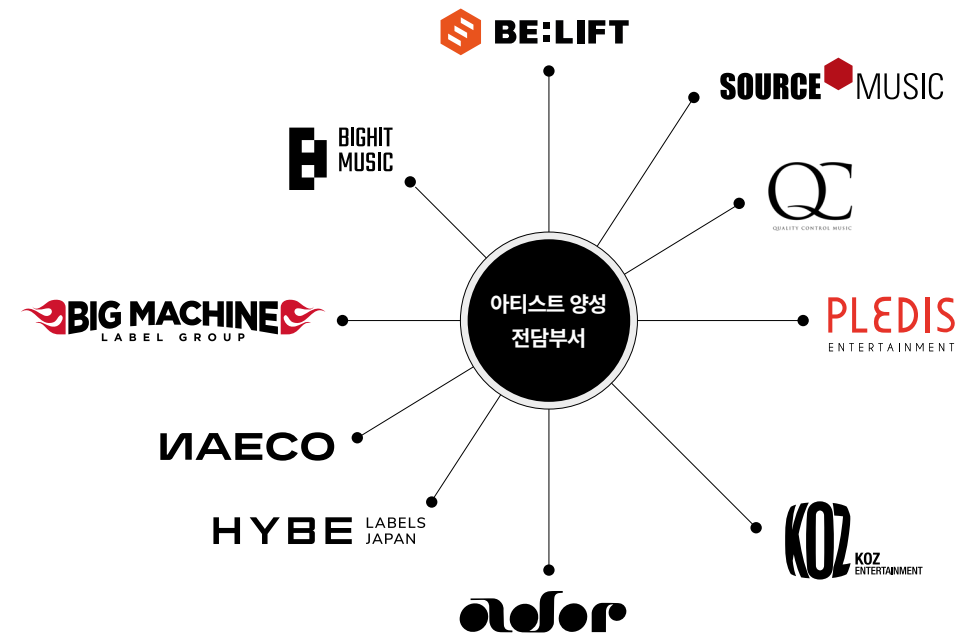 BE:LIFT
SOURCE MUSIC
BIGHIT
MUSIC
QC
QUALITY CONTROL MUSIC
아티스트 양성
전담부서
BIG MACHINE
LABEL GROUP
PLEDIS
ENTERTAINMENT
NAECO
HYBE LABELS
JAPAN
KOZ
KOZ
ENTERTAINMENT
ador